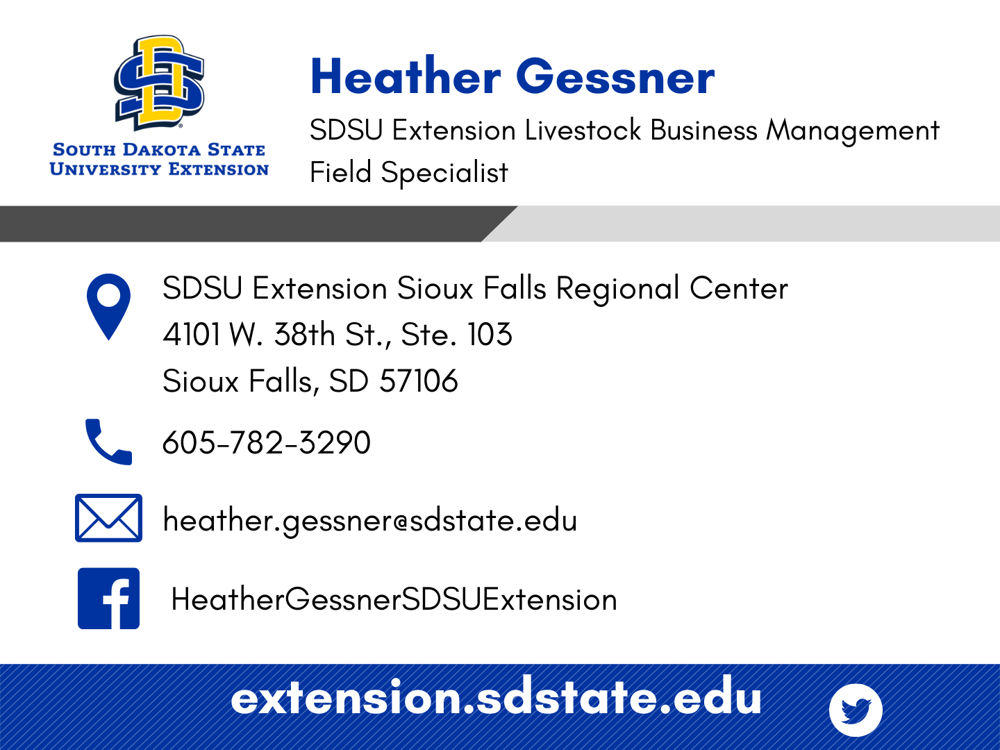 SOUTH DAKOTA STATE
UNIVERSITY EXTENSION
Heather Gessner
SDSU Extension Livestock Business Management
Field Specialist
SDSU Extension Sioux Falls Regional Center
4101 W. 38th St., Ste. 103
Sioux Falls, SD 57106
605-782-3290
heather.gessner@sdstate.edu
HeatherGessnerSDSUExtension
extension.sdstate.edu